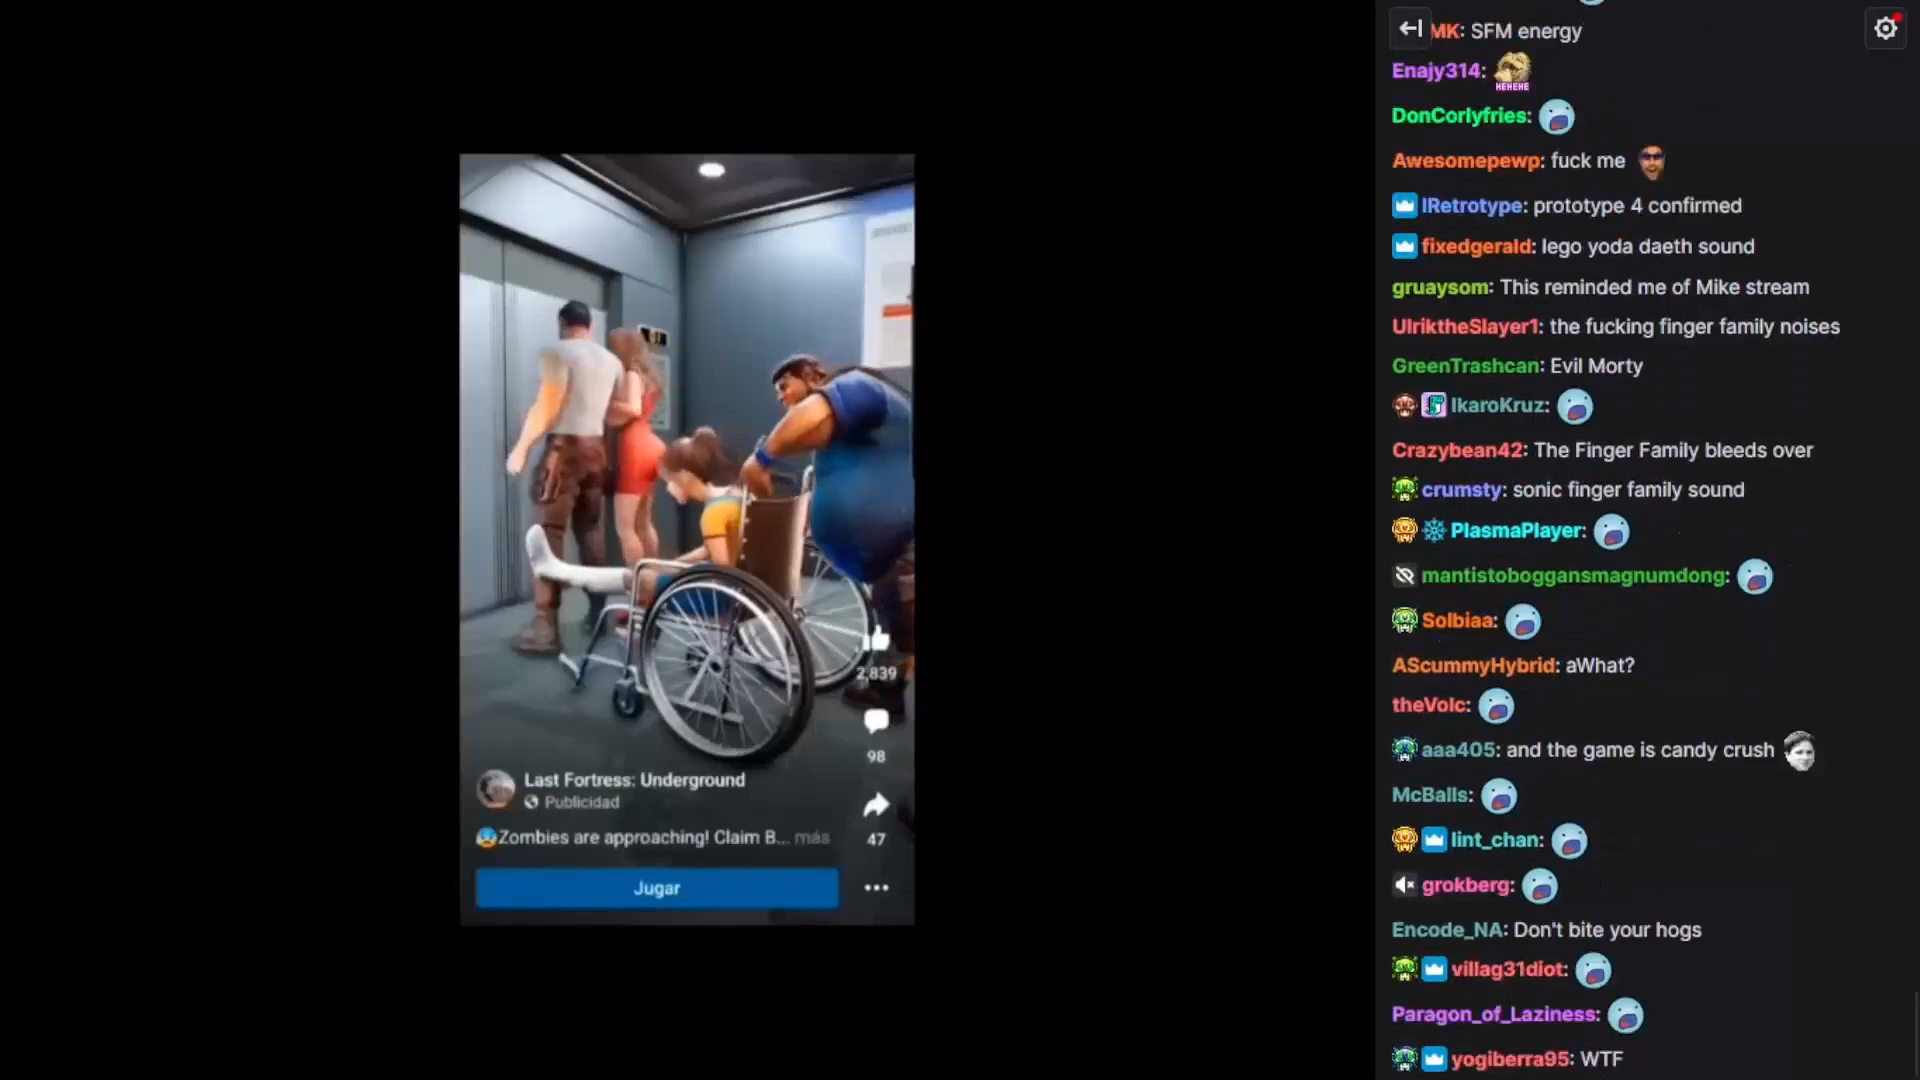 MK: SFM energy
Enajy314: HEHEHE
DonCorlyfries:
Awesomepewp: fuck me
IRetrotype: prototype 4 confirmed
fixedgerald: lego yoda daeth sound
gruaysom: This reminded me of Mike stream
UlriktheSlayer1: the fucking finger family noises
GreenTrashcan: Evil Morty
IkaroKruz:
Crazybean42: The Finger Family bleeds over
crumsty: sonic finger family sound
PlasmaPlayer:
mantistoboggansmagnumdong:
Solbiaa:
AScummyHybrid: aWhat?
theVolc:
aaa405: and the game is candy crush
McBalls:
lint_chan:
grokberg:
Encode_NA: Don't bite your hogs
villag31diot:
Paragon_of_Laziness:
yogiberra95: WTF
2,839
98
Last Fortress: Underground
Publicidad
Zombies are approaching! Claim B... más
47
Jugar